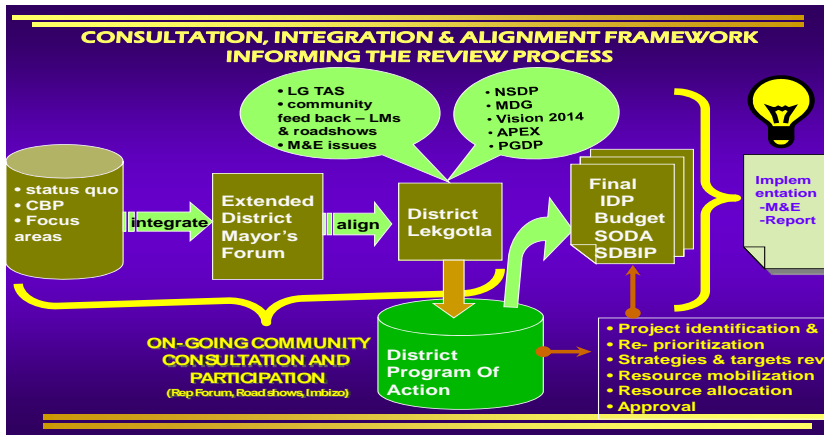 CONSULTATION, INTEGRATION & ALIGNMENT FRAMEWORK
INFORMING THE REVIEW PROCESS
• LG TAS
• community
feed back – LMs
& roadshows
• M&E issues
• NSDP
• MDG
• Vision 2014
• APEX
• PGDP
• status quo
• CBP
• Focus
areas
integrate
Extended
District
Mayor's
Forum
align
District
Lekgotla
Final
IDP
Budget
SODA
SDBIP
Implem
entation
-M&E
-Report
ON-GOING COMMUNITY
CONSULTATION AND
PARTICIPATION
(Rep Forum, Road shows, Imbizo)
District
Program Of
Action
• Project identification &
• Re- prioritization
• Strategies & targets rev
• Resource mobilization
• Resource allocation
• Approval